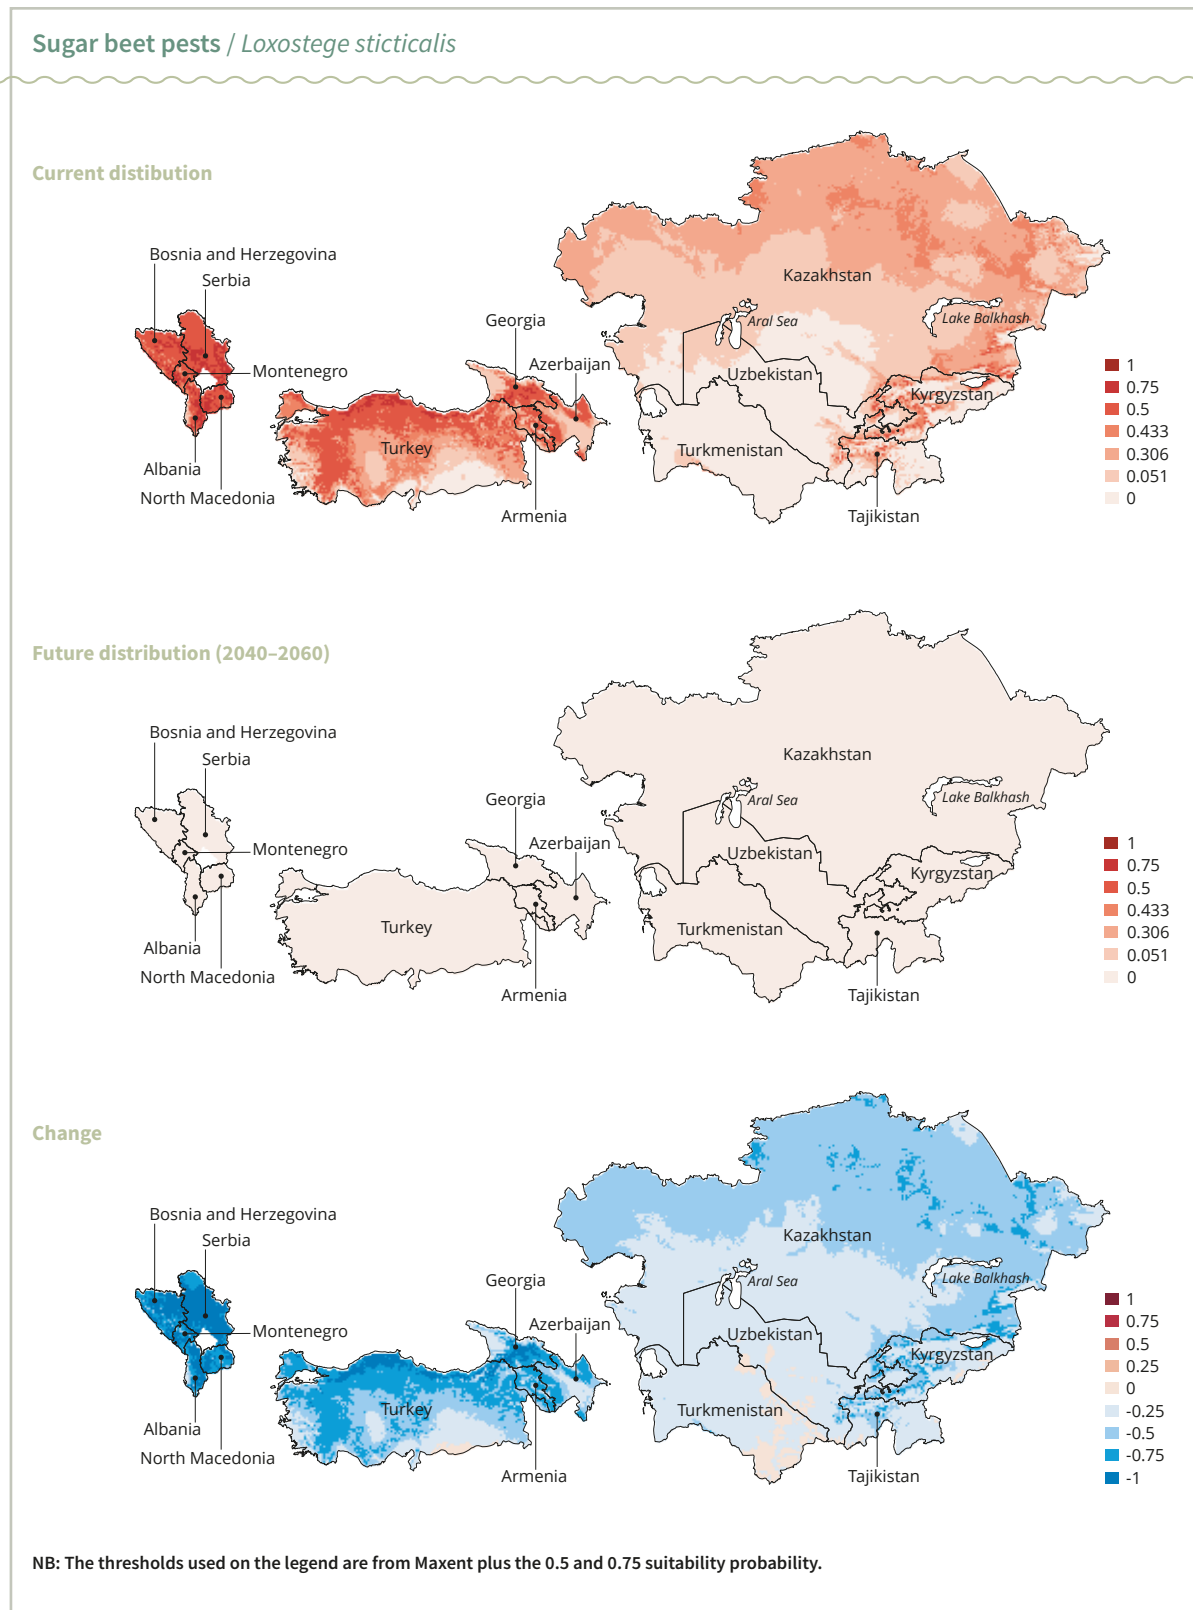 Sugar beet pests / Loxostege sticticalis
Current distibution
Bosnia and Herzegovina
Serbia
Montenegro
Albania
North Macedonia
Georgia
Azerbaijan
Turkey
Armenia
Kazakhstan
Aral Sea
Lake Balkhash
Uzbekistan
Kyrgyzstan
Turkmenistan
Tajikistan
1
0.75
0.5
0.433
0.306
0.051
0
Future distribution (2040–2060)
Bosnia and Herzegovina
Serbia
Montenegro
Albania
North Macedonia
Georgia
Azerbaijan
Turkey
Armenia
Kazakhstan
Aral Sea
Lake Balkhash
Uzbekistan
Kyrgyzstan
Turkmenistan
Tajikistan
1
0.75
0.5
0.433
0.306
0.051
0
Change
Bosnia and Herzegovina
Serbia
Montenegro
Albania
North Macedonia
Georgia
Azerbaijan
Turkey
Armenia
Kazakhstan
Aral Sea
Lake Balkhash
Uzbekistan
Kyrgyzstan
Turkmenistan
Tajikistan
1
0.75
0.5
0.25
0
-0.25
-0.5
-0.75
-1
NB: The thresholds used on the legend are from Maxent plus the 0.5 and 0.75 suitability probability.